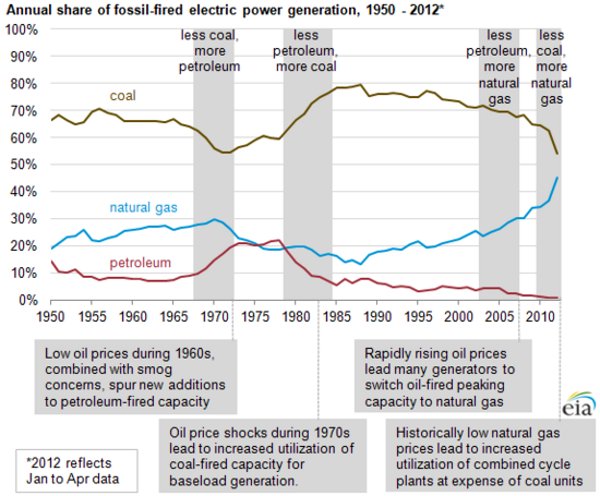 Annual share of fossil-fired electric power generation, 1950 - 2012*
100%
90%
80%
70%
60%
50%
40%
30%
20%
10%
0%
less coal,
more
petroleum
less
petroleum,
more coal
less
petroleum,
more
natural
gas
less
coal,
more
natural
gas
coal
natural gas
petroleum
1950 1955 1960 1965 1970 1975 1980 1985 1990 1995 2000 2005 2010
Low oil prices during 1960s,
combined with smog
concerns, spur new additions
to petroleum-fired capacity
Rapidly rising oil prices
lead many generators to
switch oil-fired peaking
capacity to natural gas
eia
Oil price shocks during 1970s
lead to increased utilization of
coal-fired capacity for
baseload generation.
Historically low natural gas
prices lead to increased
utilization of combined cycle
plants at expense of coal units
*2012 reflects
Jan to Apr data